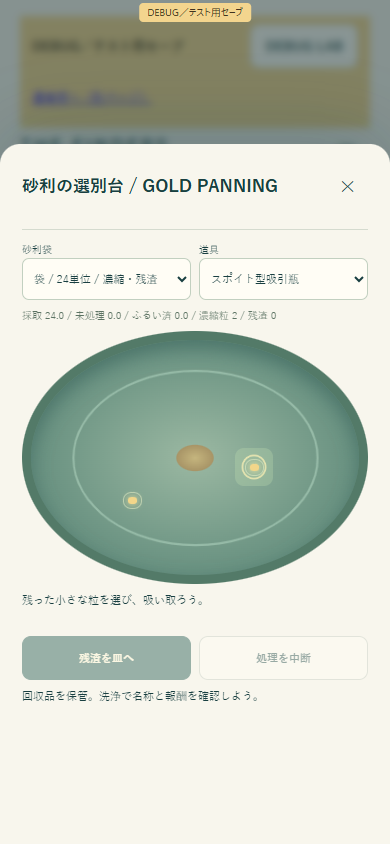 DEBUG／テスト用セーブ
砂利の選別台 / GOLD PANNING
砂利袋
道具
袋 / 24単位 / 濃縮・残渣
スポイト型吸引瓶
採取 24.0 / 未処理 0.0 / ふるい済 0.0 / 濃縮粒 2 / 残渣 0
残った小さな粒を選び、吸い取ろう。
残渣を皿へ
処理を中断
回収品を保管。洗浄で名称と報酬を確認しよう。